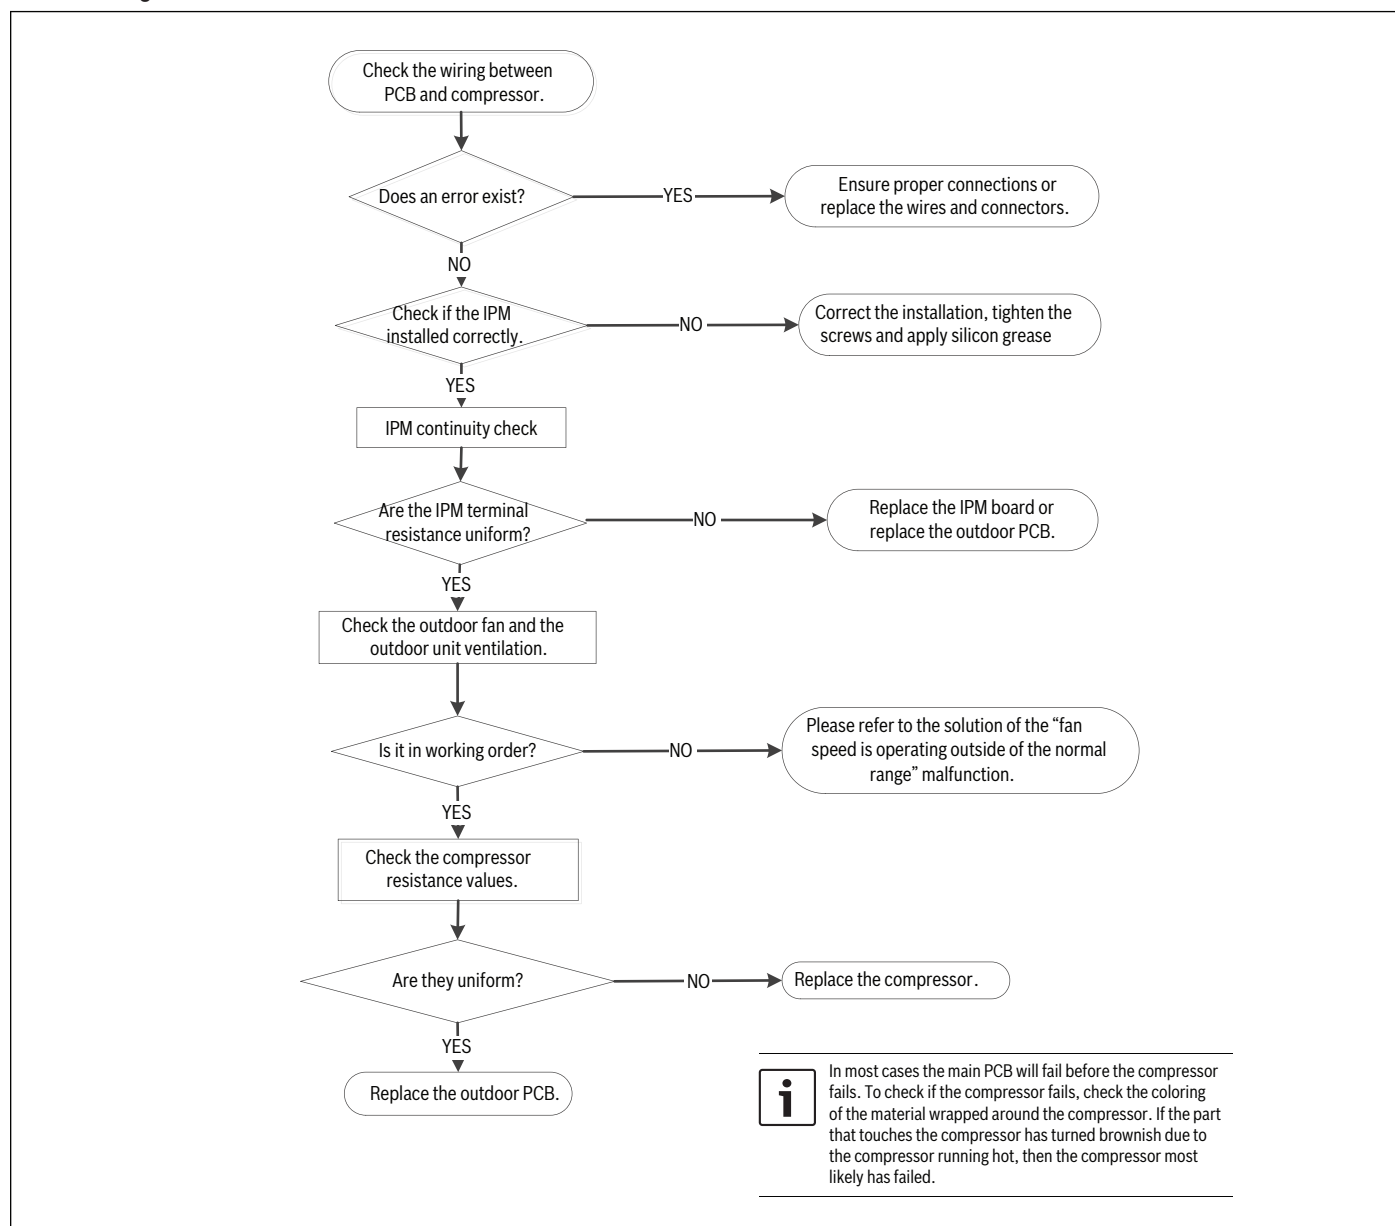 Check the wiring between
PCB and compressor.
Does an error exist?
YES
Ensure proper connections or
replace the wires and connectors.
NO
Check if the IPM
installed correctly.
NO
Correct the installation, tighten the
screws and apply silicon grease
YES
IPM continuity check
Are the IPM terminal
resistance uniform?
NO
Replace the IPM board or
replace the outdoor PCB.
YES
Check the outdoor fan and the
outdoor unit ventilation.
Is it in working order?
NO
Please refer to the solution of the “fan
speed is operating outside of the normal
range” malfunction.
YES
Check the compressor
resistance values.
Are they uniform?
NO
Replace the compressor.
YES
Replace the outdoor PCB.
i
In most cases the main PCB will fail before the compressor
fails. To check if the compressor fails, check the coloring
of the material wrapped around the compressor. If the part
that touches the compressor has turned brownish due to
the compressor running hot, then the compressor most
likely has failed.